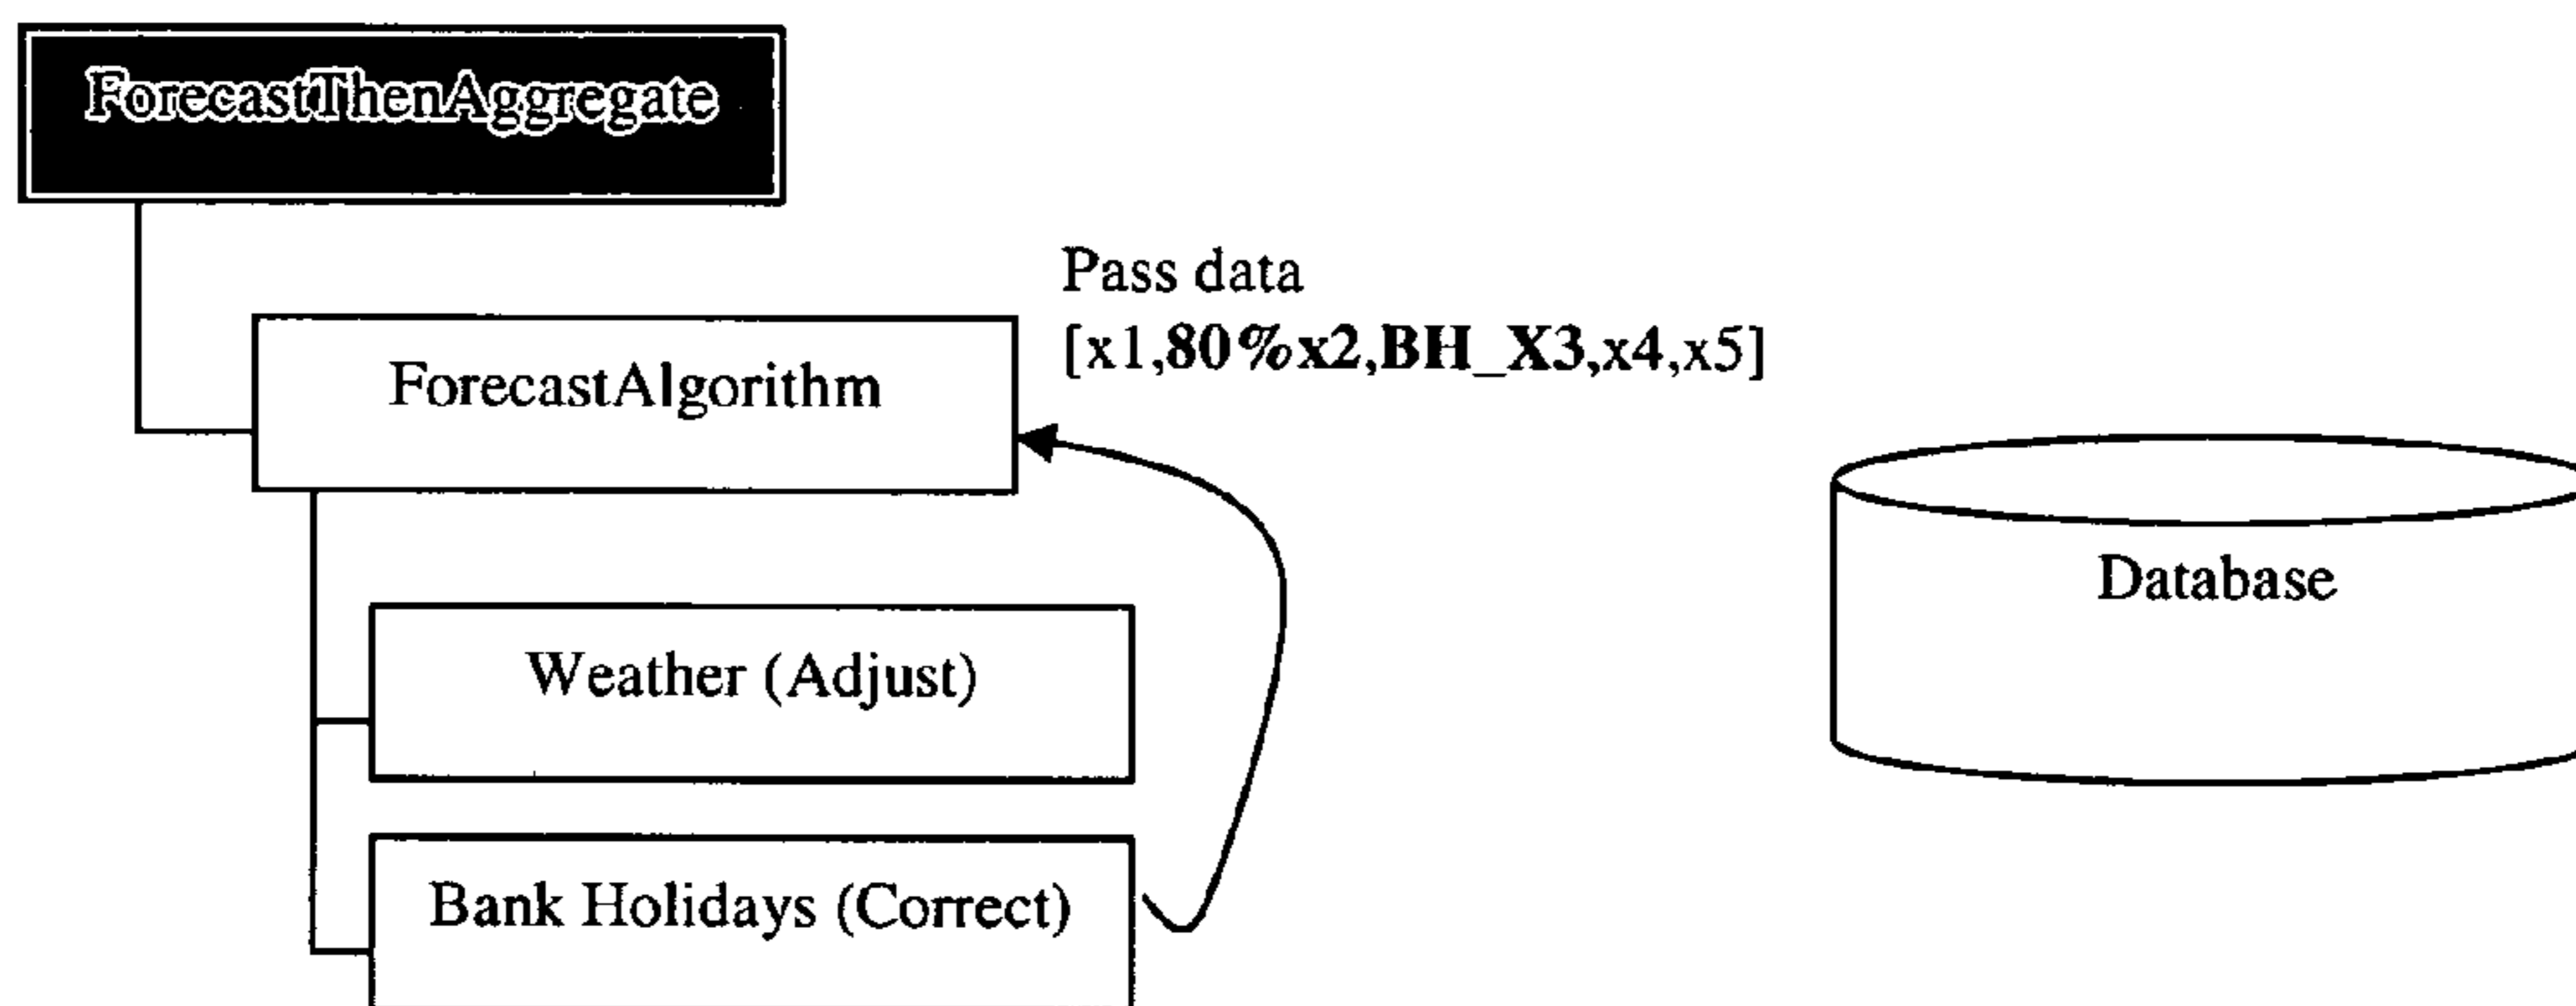 ForecastThenAggregate
Pass data
[x1,80%x2,BH_X3,x4,x5]
ForecastAlgorithm
Database
Weather (Adjust)
Bank Holidays (Correct)